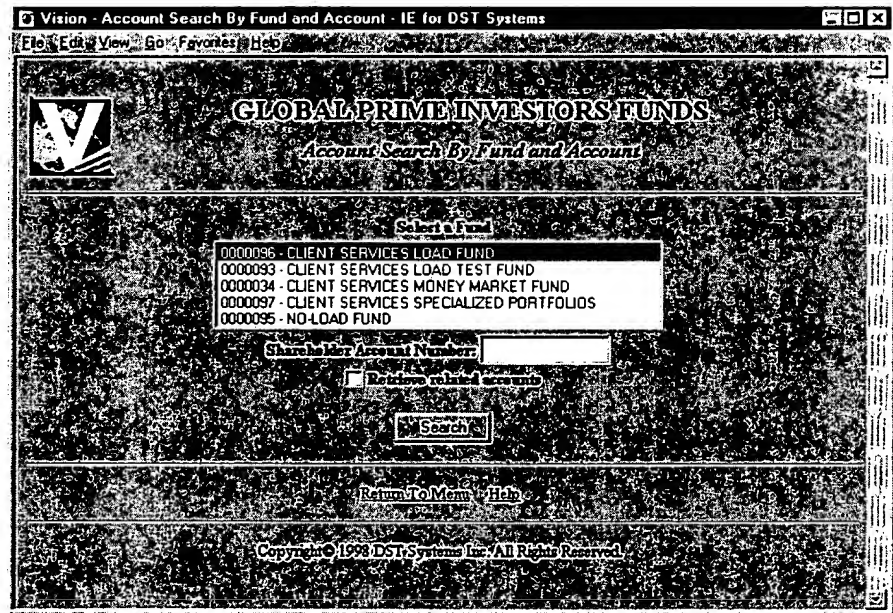 Vision - Account Search By Fund and Account - IE for DST Systems
File Edit View Go Favorites Help
V
GLOBAL PRIME INVESTORS FUNDS
Account Search By Fund and Account
Select a Fund
0000096 - CLIENT SERVICES LOAD FUND
0000093 - CLIENT SERVICES LOAD TEST FUND
0000034 - CLIENT SERVICES MONEY MARKET FUND
0000097 - CLIENT SERVICES SPECIALIZED PORTFOLIOS
0000095 - NO-LOAD FUND
Shareholder Account Number:
Retrieve related accounts
Search
Return To Menu Help
Copyright© 1998 DST Systems Inc. All Rights Reserved.